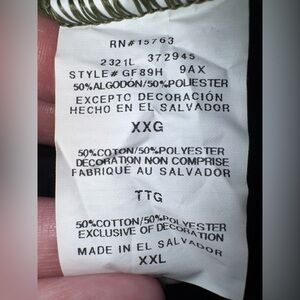 RN#15763
2321L 372945
STYLE# GF89H 9AX
50%ALGODÓN/50%POLIESTER
EXCEPTO DECORACIÓN
HECHO EN EL SALVADOR
XXG
50%COTON/50%POLYESTER
DÉCORATION NON COMPRISE
FABRIQUÉ AU SALVADOR
TTG
50%COTTON/50%POLYESTER
EXCLUSIVE OF DECORATION
MADE IN EL SALVADOR
XXL